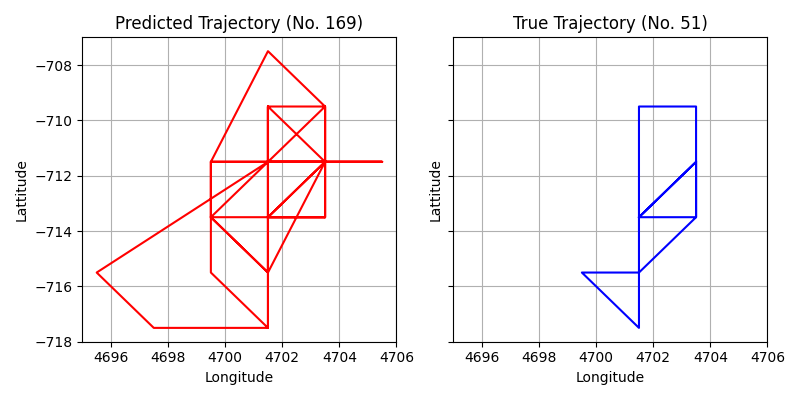 Predicted Trajectory (No. 169)
True Trajectory (No. 51)
−708
−710
−712
−714
−716
−718
Lattitude
Lattitude
4696 4698 4700 4702 4704 4706
4696 4698 4700 4702 4704 4706
Longitude
Longitude